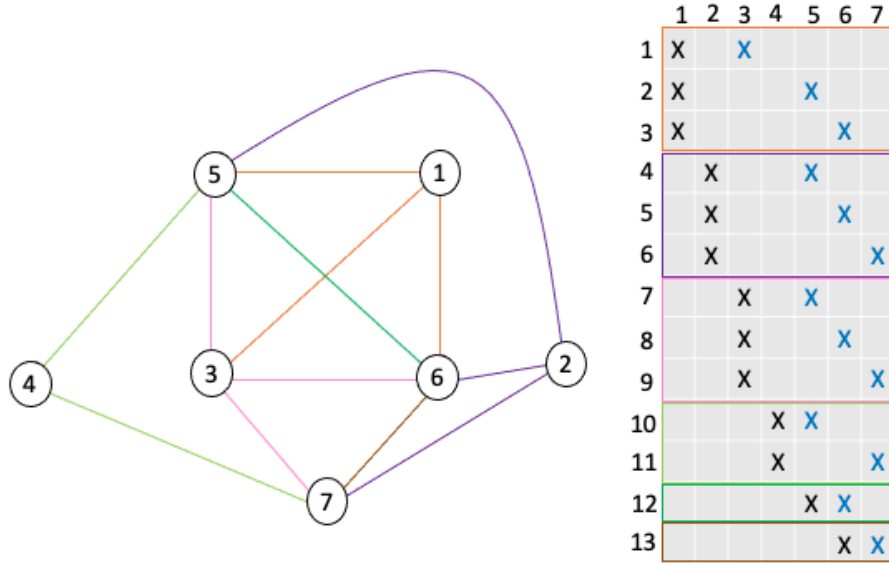 1 2 3 4 5 6 7
1 X X
2 X X
3 X X
4 X X
5 X X
6 X X
7 X X
8 X X
9 X X
10 X X
11 X X
12 X X
13 X X
5
1
3
6
2
4
7